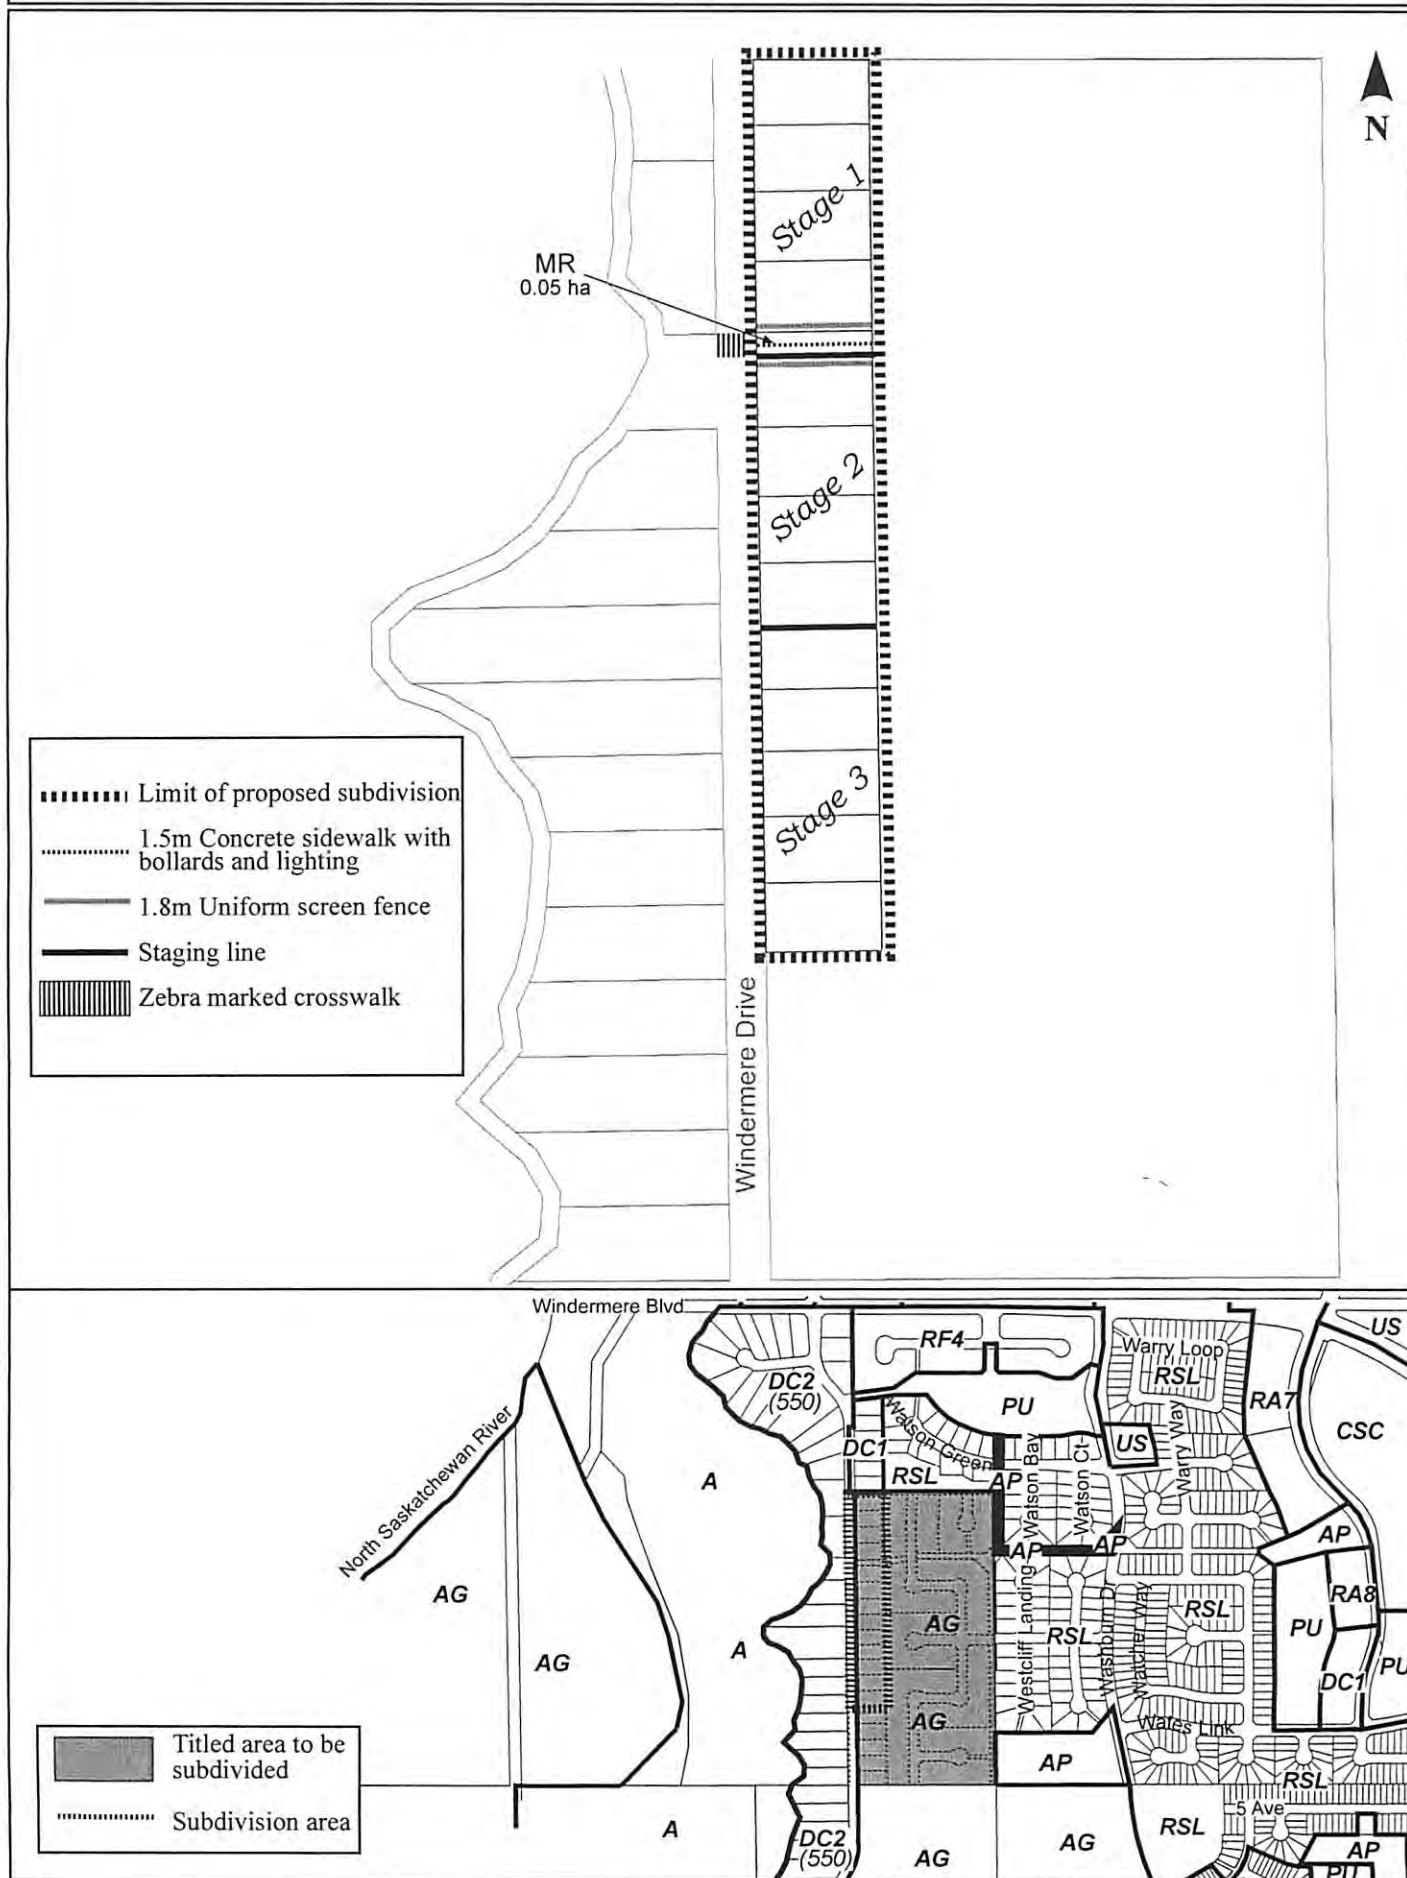 N
Stage 1
MR
0.05 ha
Stage 2
Stage 3
Limit of proposed subdivision
1.5m Concrete sidewalk with
bollards and lighting
1.8m Uniform screen fence
Staging line
Zebra marked crosswalk
Windermere Drive
Windermere Blvd
US
RF4
Warry Loop
RSL
DC2
(550)
RA7
PU
CSC
Watson Green
Warry Way
US
DC1
Watson Bay
Watson Ct
North Saskatchewan River
A
RSL
AP
AP
AP
AP
AG
AG
RA8
RSL
PU
Westcliff Landing
RSL
Washburn Dr
Watcher Way
A
AG
DC1
PU
AG
Wates Link
Titled area to be
subdivided
AP
RSL
Subdivision area
5 Ave
A
DC2
(550)
AG
AG
RSL
AP
PU